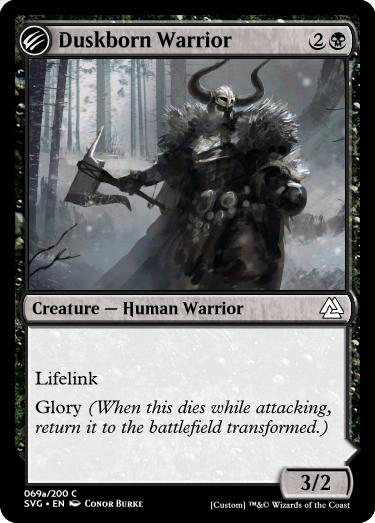 Duskborn Warrior 2
Creature — Human Warrior
Lifelink
Glory (When this dies while attacking,
return it to the battlefield transformed.)
3/2
069a/200 C
SVG • EN Conor Burke
[Custom] ™&© Wizards of the Coast